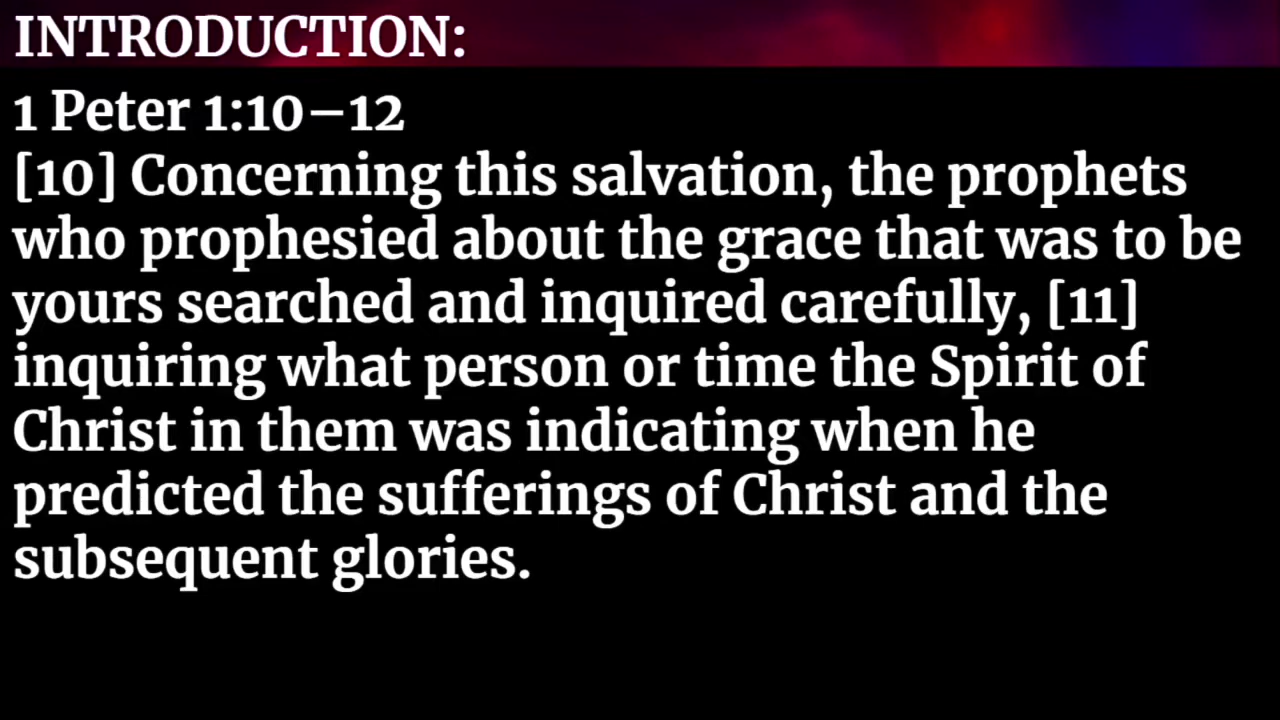 INTRODUCTION:
1 Peter 1:10–12
[10] Concerning this salvation, the prophets
who prophesied about the grace that was to be
yours searched and inquired carefully, [11]
inquiring what person or time the Spirit of
Christ in them was indicating when he
predicted the sufferings of Christ and the
subsequent glories.